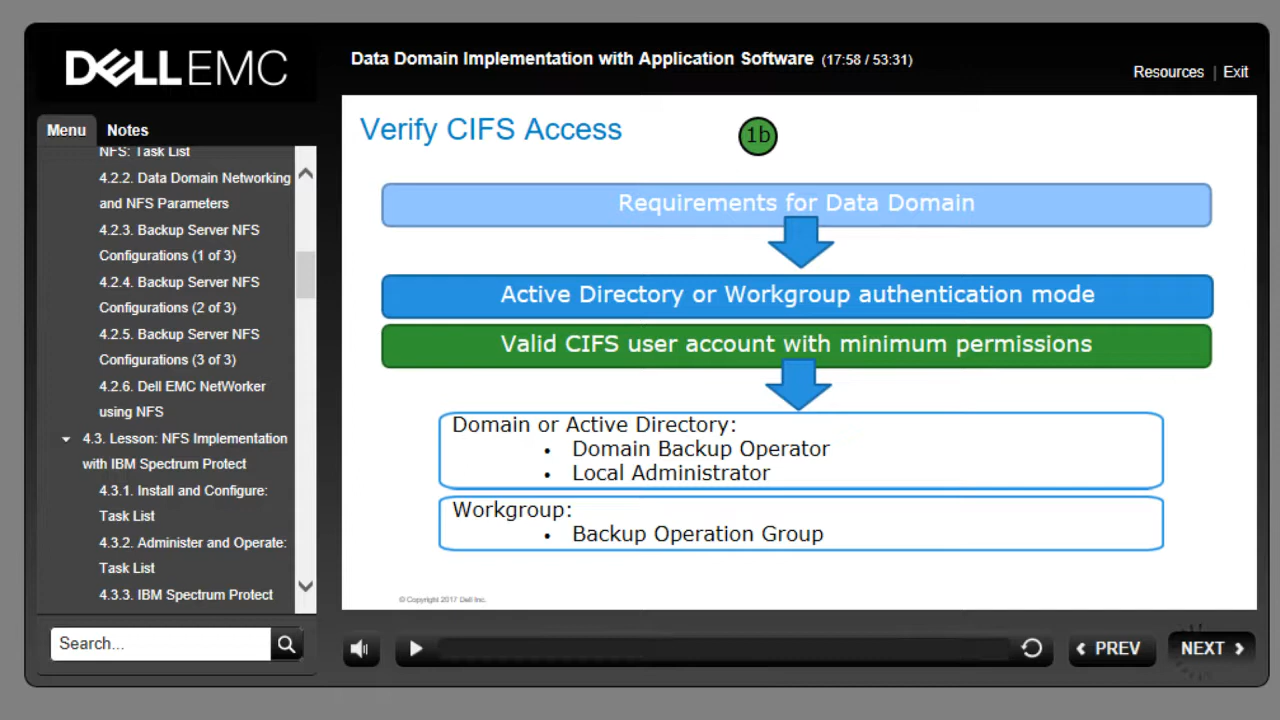 DELLEMC
Data Domain Implementation with Application Software (17:58 / 53:31)
Resources | Exit
Menu
Notes
NFS: Task List
4.2.2. Data Domain Networking
and NFS Parameters
4.2.3. Backup Server NFS
Configurations (1 of 3)
4.2.4. Backup Server NFS
Configurations (2 of 3)
4.2.5. Backup Server NFS
Configurations (3 of 3)
4.2.6. Dell EMC NetWorker
using NFS
4.3. Lesson: NFS Implementation
with IBM Spectrum Protect
4.3.1. Install and Configure:
Task List
4.3.2. Administer and Operate:
Task List
4.3.3. IBM Spectrum Protect
Search...
Verify CIFS Access
1b
Requirements for Data Domain
Active Directory or Workgroup authentication mode
Valid CIFS user account with minimum permissions
Domain or Active Directory:
• Domain Backup Operator
• Local Administrator
Workgroup:
• Backup Operation Group
© Copyright 2017 Dell Inc.
PREV
NEXT